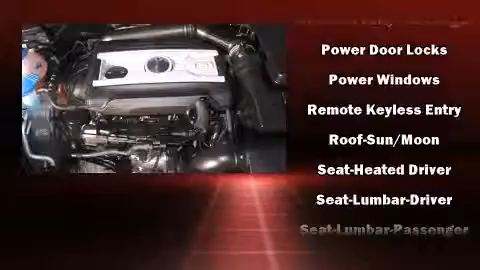 Power Door Locks
Power Windows
Remote Keyless Entry
Roof-Sun/Moon
Seat-Heated Driver
Seat-Lumbar-Driver
Seat-Lumbar-Passenger